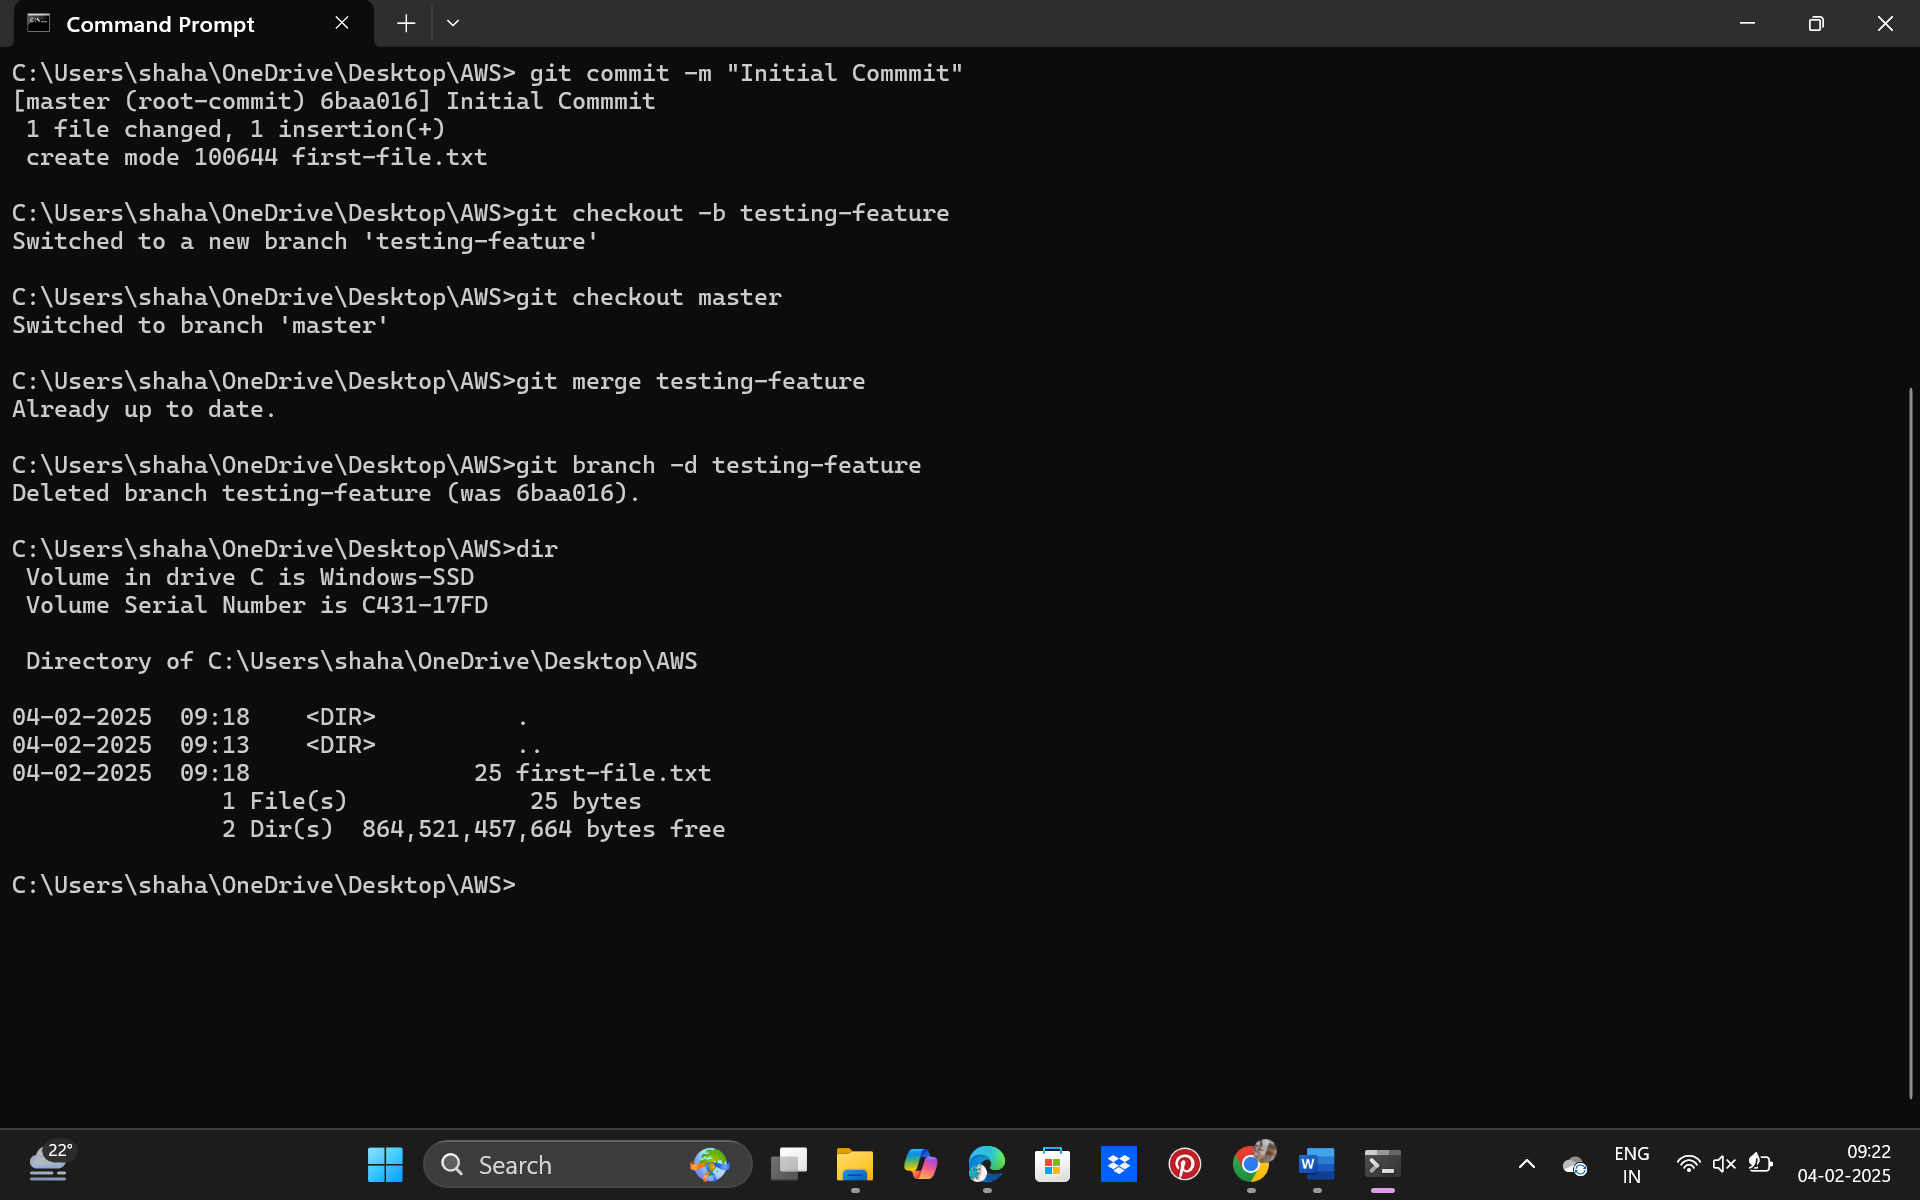 Command Prompt
C:\Users\shaha\OneDrive\Desktop\AWS> git commit -m "Initial Commmit"
[master (root-commit) 6baa016] Initial Commmit
 1 file changed, 1 insertion(+)
 create mode 100644 first-file.txt
C:\Users\shaha\OneDrive\Desktop\AWS>git checkout -b testing-feature
Switched to a new branch 'testing-feature'
C:\Users\shaha\OneDrive\Desktop\AWS>git checkout master
Switched to branch 'master'
C:\Users\shaha\OneDrive\Desktop\AWS>git merge testing-feature
Already up to date.
C:\Users\shaha\OneDrive\Desktop\AWS>git branch -d testing-feature
Deleted branch testing-feature (was 6baa016).
C:\Users\shaha\OneDrive\Desktop\AWS>dir
 Volume in drive C is Windows-SSD
 Volume Serial Number is C431-17FD
 Directory of C:\Users\shaha\OneDrive\Desktop\AWS
04-02-2025  09:18    <DIR>          .
04-02-2025  09:13    <DIR>          ..
04-02-2025  09:18                25 first-file.txt
               1 File(s)             25 bytes
               2 Dir(s)  864,521,457,664 bytes free
C:\Users\shaha\OneDrive\Desktop\AWS>
22°
Search
W
ENG
IN
09:22
04-02-2025